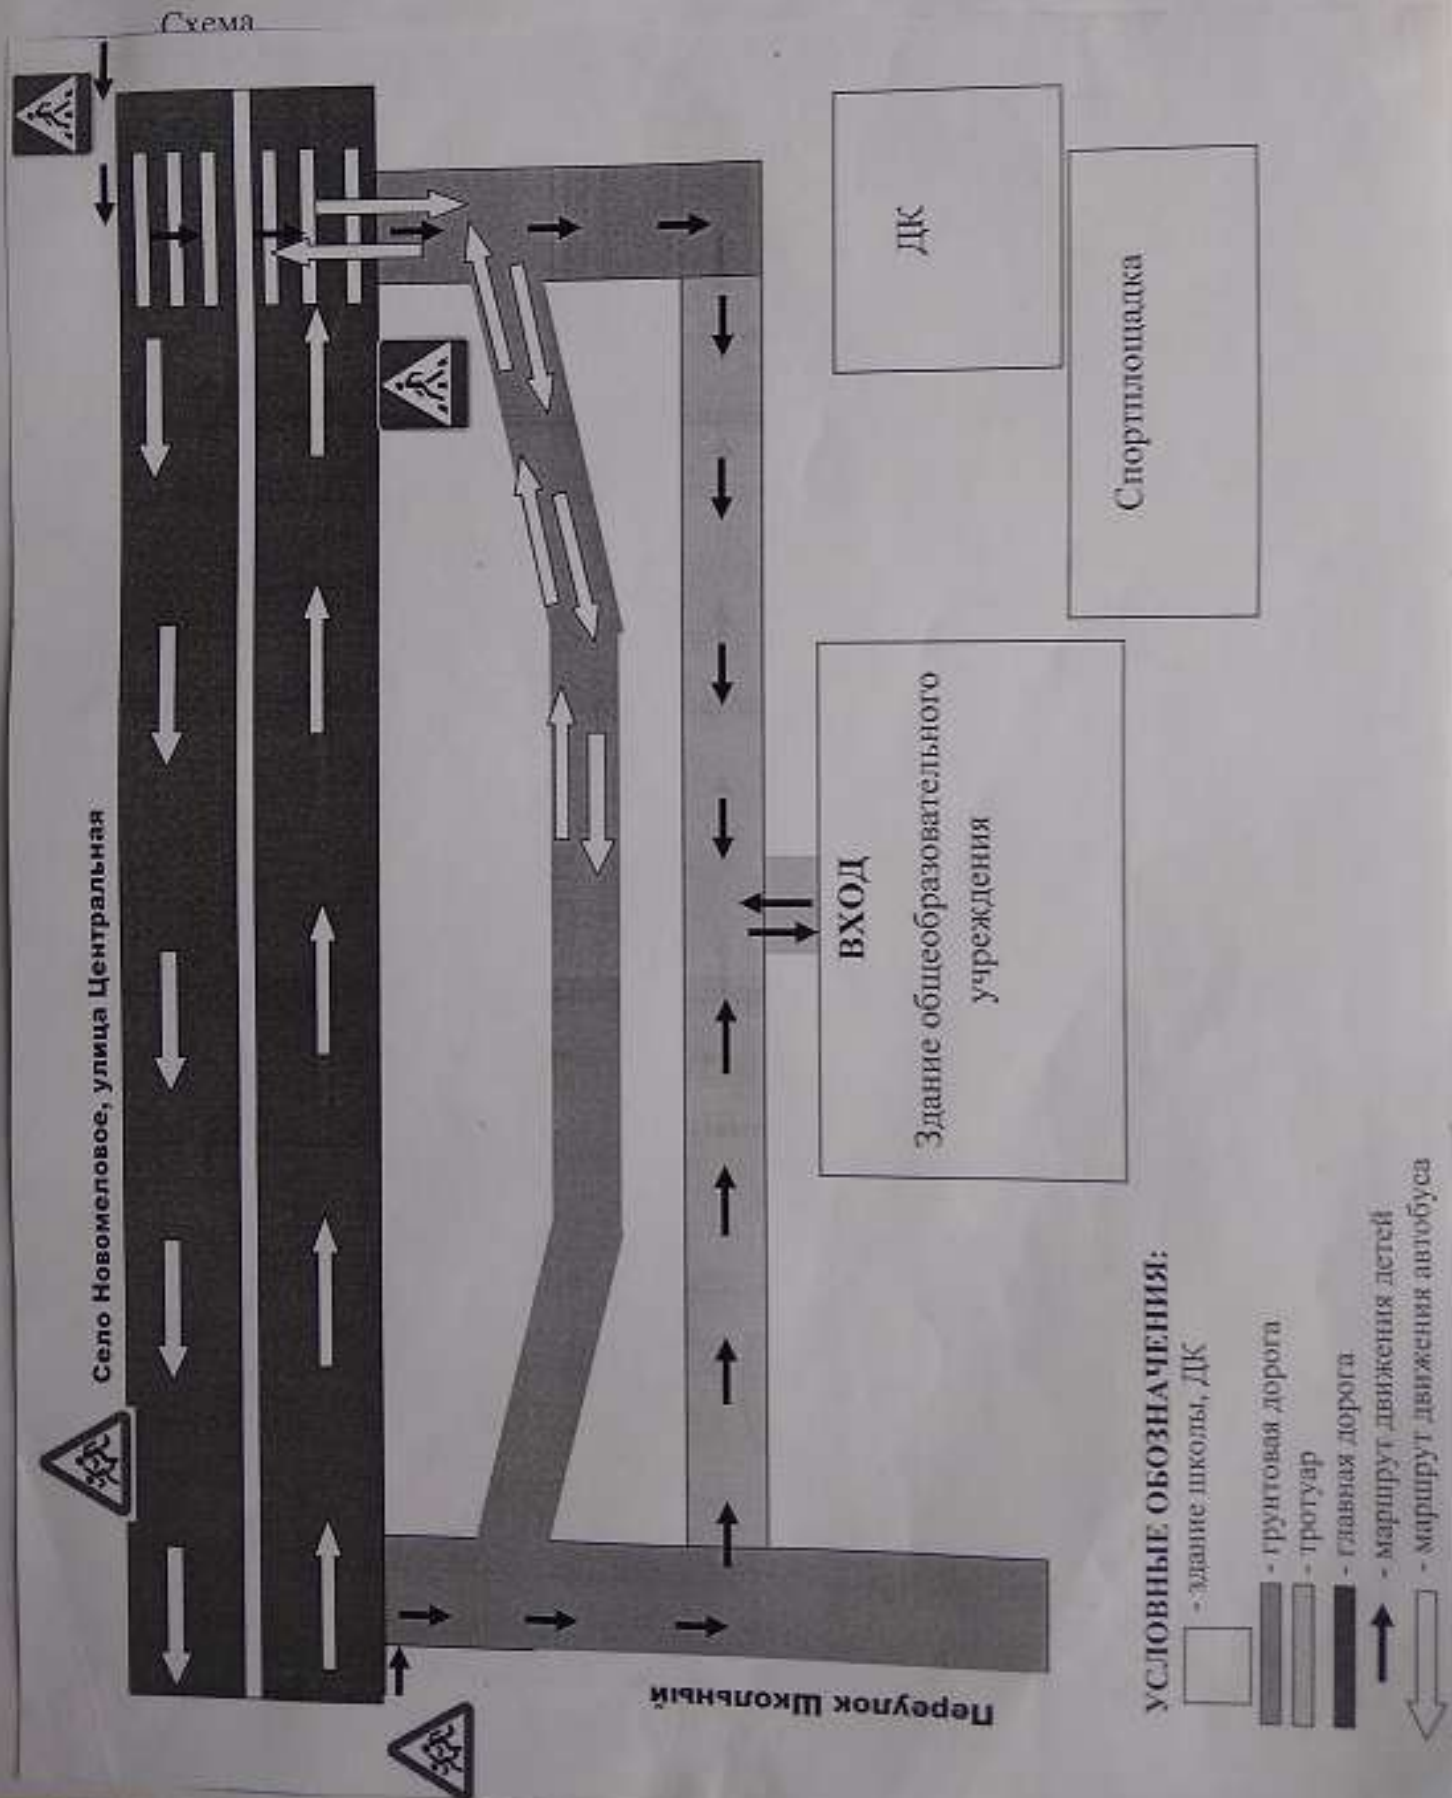 Схема
Село Новомеловое, улица Центральная
ДК
Спортплощадка
ВХОД
Здание общеобразовательного
учреждения
Переулок Школьный
УСЛОВНЫЕ ОБОЗНАЧЕНИЯ:
- здание школы, ДК
- грунтовая дорога
- тротуар
- главная дорога
- маршрут движения детей
- маршрут движения автобуса